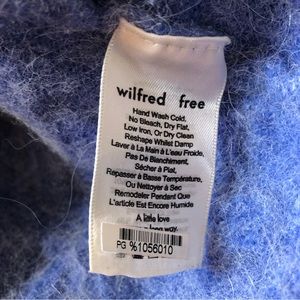 wilfred free
Hand Wash Cold,
No Bleach, Dry Flat,
Low Iron, Or Dry Clean
Reshape Whilst Damp
Laver à La Main à L'eau Froide,
Pas De Blanchiment,
Sécher à Plat,
Repasser à Basse Température,
Ou Nettoyer à Sec
Remodeler Pendant Que
L'article Est Encore Humide
A little love
long way.
PG %1056010